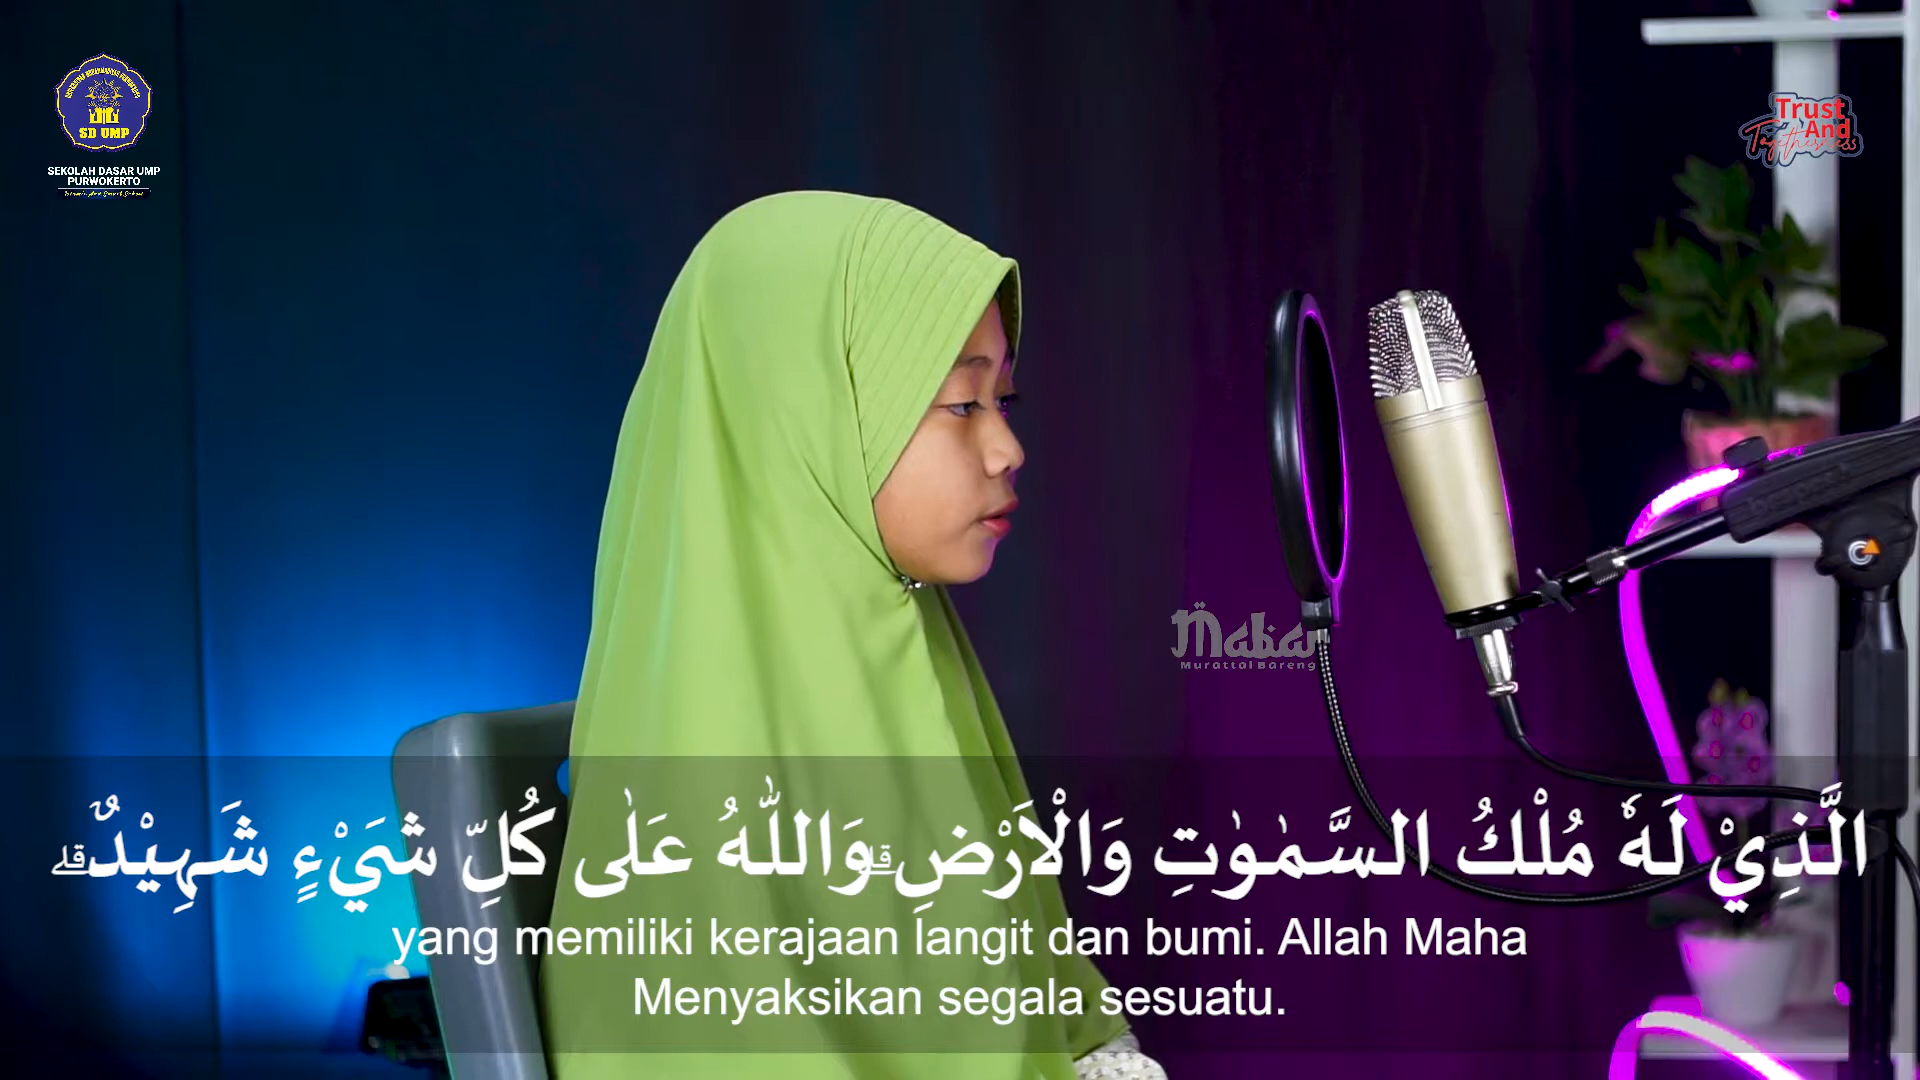 SD UMP
SEKOLAH DASAR UMP
PURWOKERTO
Trust
And
Togetherness
Mabar
Murattal Bareng
الَّذِيْ لَهٗ مُلْكُ السَّمٰوٰتِ وَالْاَرْضِ ۗوَاللّٰهُ عَلٰى كُلِّ شَيْءٍ شَهِيْدٌ ۗ
yang memiliki kerajaan langit dan bumi. Allah Maha
Menyaksikan segala sesuatu.